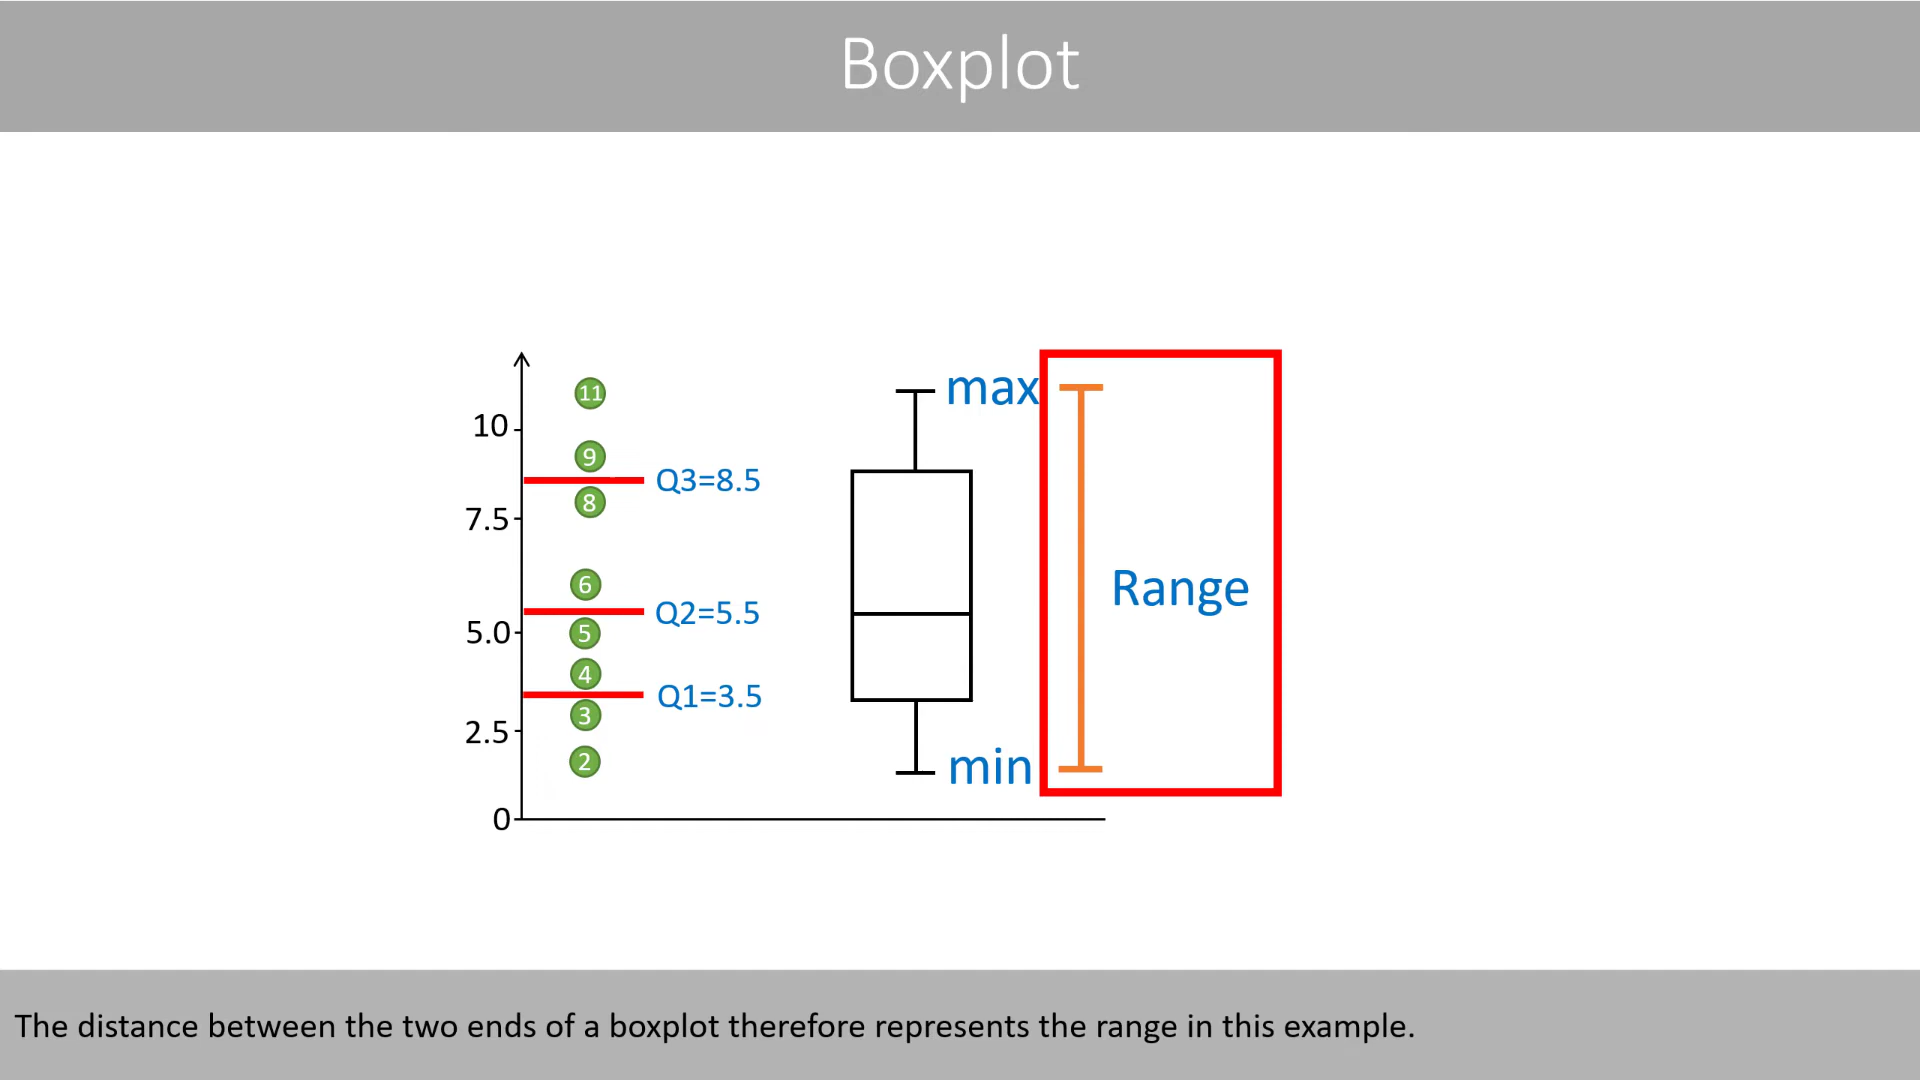 Boxplot
11
max
10
9
Q3=8.5
8
7.5
6
Range
Q2=5.5
5.0
5
4
Q1=3.5
3
2.5
2
min
0
The distance between the two ends of a boxplot therefore represents the range in this example.